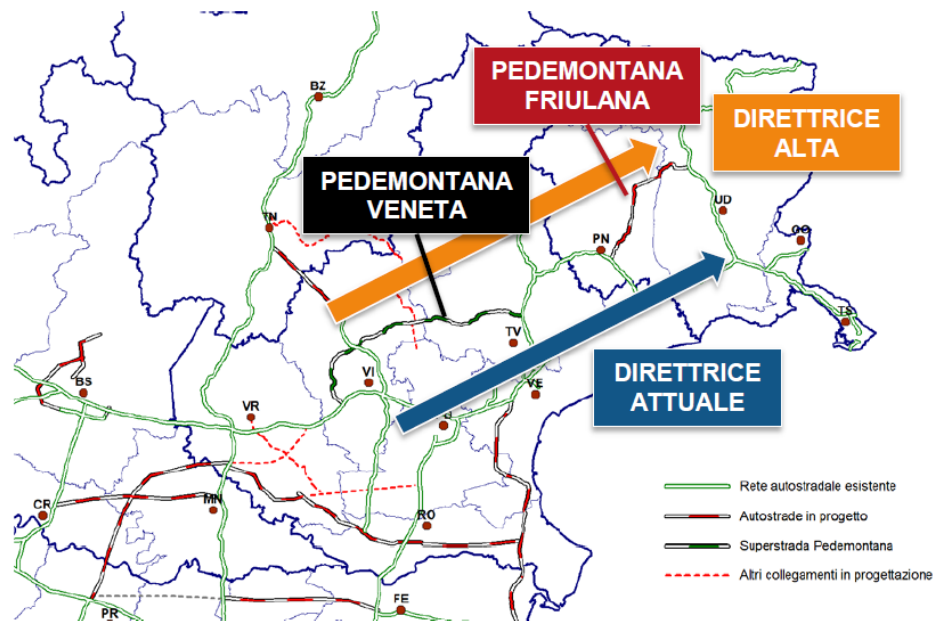 PEDEMONTANA
FRIULANA
BZ
DIRETTRICE
ALTA
PEDEMONTANA
VENETA
UD
TN
GO
PN
TS
TV
DIRETTRICE
ATTUALE
VI
BS
VE
VR
Rete autostradale esistente
CR
MN
Autostrade in progetto
RO
Superstrada Pedemontana
Altri collegamenti in progettazione
FE
PR